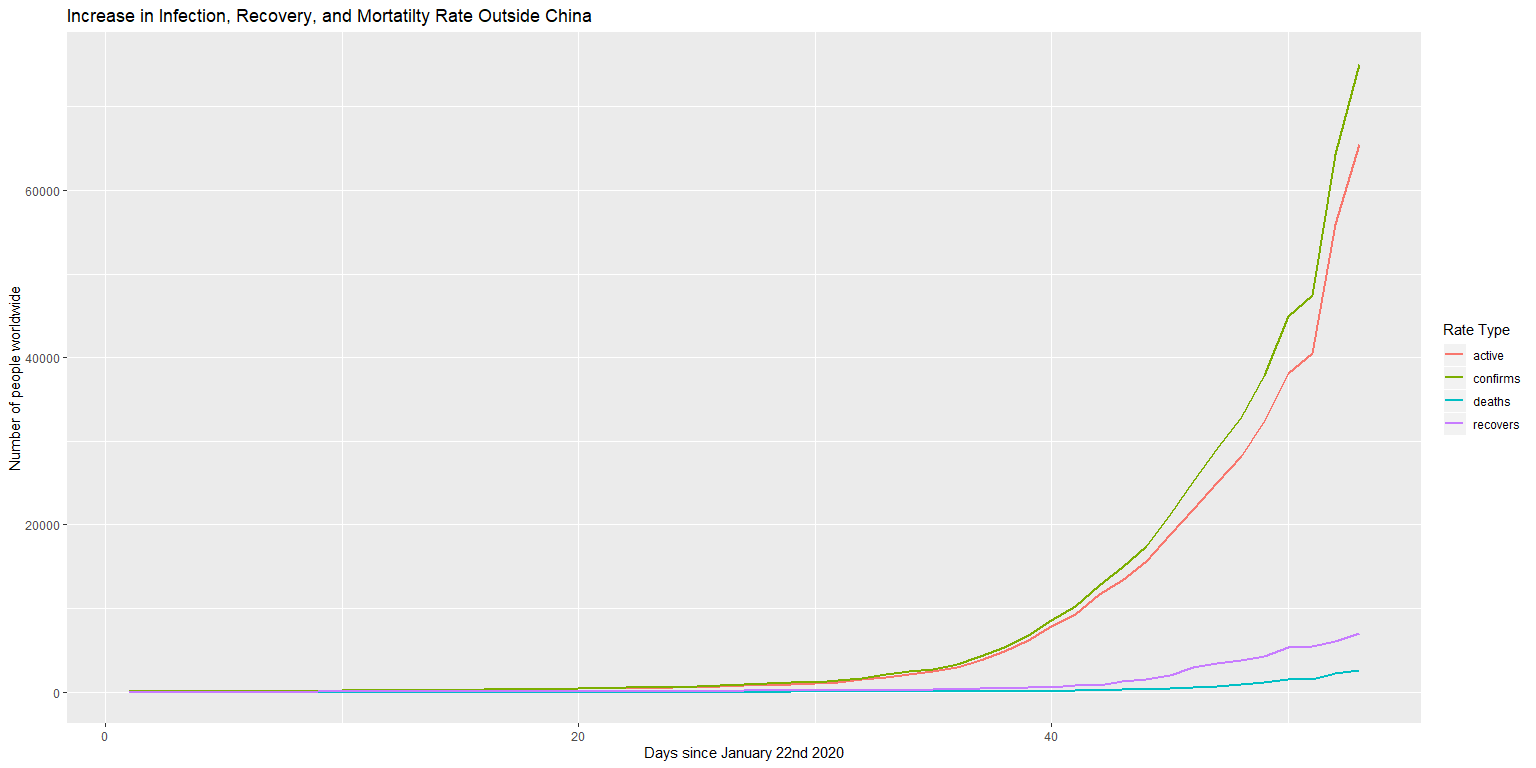 Increase in Infection, Recovery, and Mortatilty Rate Outside China
Number of people worldwide
60000
40000
20000
0
0 20 40
Days since January 22nd 2020
Rate Type
active
confirms
deaths
recovers